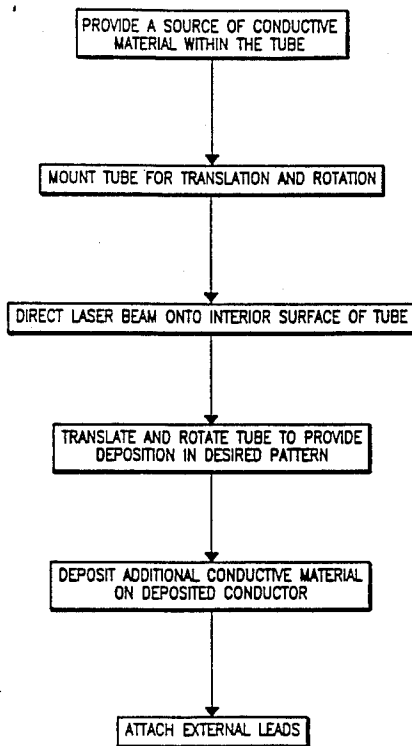 PROVIDE A SOURCE OF CONDUCTIVE
MATERIAL WITHIN THE TUBE
MOUNT TUBE FOR TRANSLATION AND ROTATION
DIRECT LASER BEAM ONTO INTERIOR SURFACE OF TUBE
TRANSLATE AND ROTATE TUBE TO PROVIDE
DEPOSITION IN DESIRED PATTERN
DEPOSIT ADDITIONAL CONDUCTIVE MATERIAL
ON DEPOSITED CONDUCTOR
ATTACH EXTERNAL LEADS